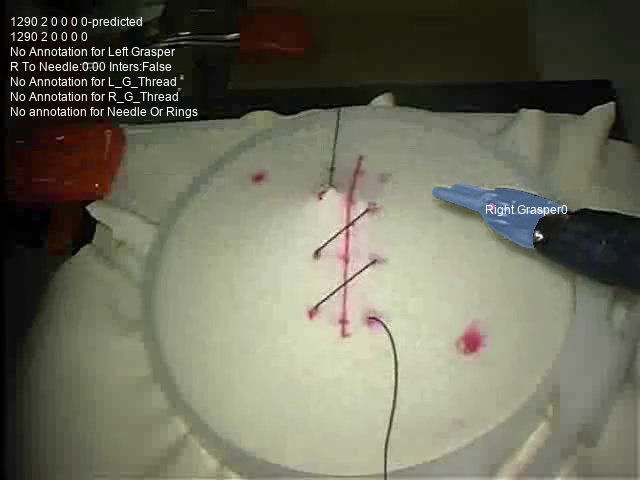 1290 2 0 0 0 0-predicted
1290 2 0 0 0 0
No Annotation for Left Grasper
R To Needle:0.00 Inters:False
No Annotation for L_G_Thread
No Annotation for R_G_Thread
No annotation for Needle Or Rings
Right Grasper0